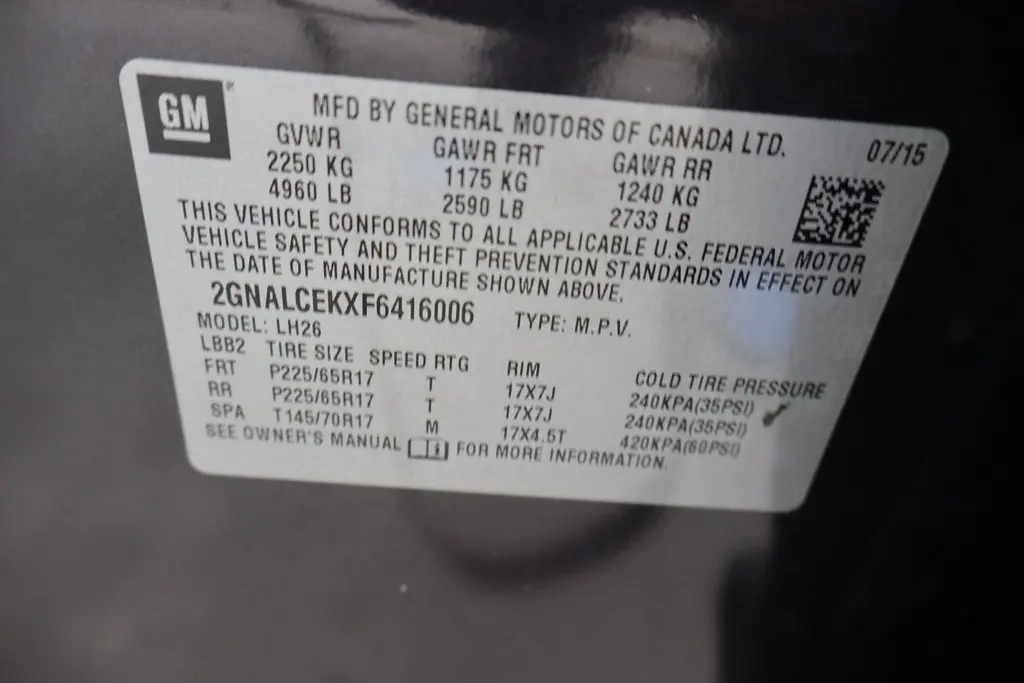 GM®
MFD BY GENERAL MOTORS OF CANADA LTD.
07/15
GVWR GAWR FRT GAWR RR
2250 KG 1175 KG 1240 KG
4960 LB 2590 LB 2733 LB
THIS VEHICLE CONFORMS TO ALL APPLICABLE U.S. FEDERAL MOTOR
VEHICLE SAFETY AND THEFT PREVENTION STANDARDS IN EFFECT ON
THE DATE OF MANUFACTURE SHOWN ABOVE.
2GNALCEKXF6416006 TYPE: M.P.V.
MODEL: LH26
LBB2 TIRE SIZE SPEED RTG RIM COLD TIRE PRESSURE
FRT P225/65R17 T 17X7J 240KPA(35PSI)
RR P225/65R17 T 17X7J 240KPA(35PSI)
SPA T145/70R17 M 17X4.5T 420KPA(60PSI)
SEE OWNER'S MANUAL FOR MORE INFORMATION.